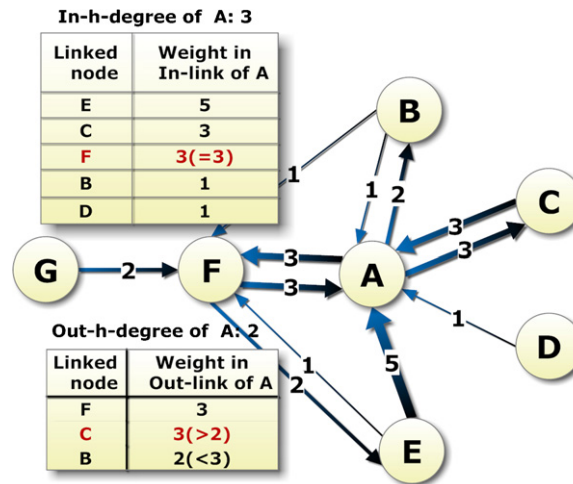 In-h-degree of A: 3
Linked node Weight in In-link of A
E 5
C 3
F 3(=3)
B 1
D 1
B
1
1
2
C
3
3
G
2
F
3
3
A
1
D
Out-h-degree of A: 2
Linked node Weight in Out-link of A
F 3
C 3(>2)
B 2(<3)
1
2
5
E